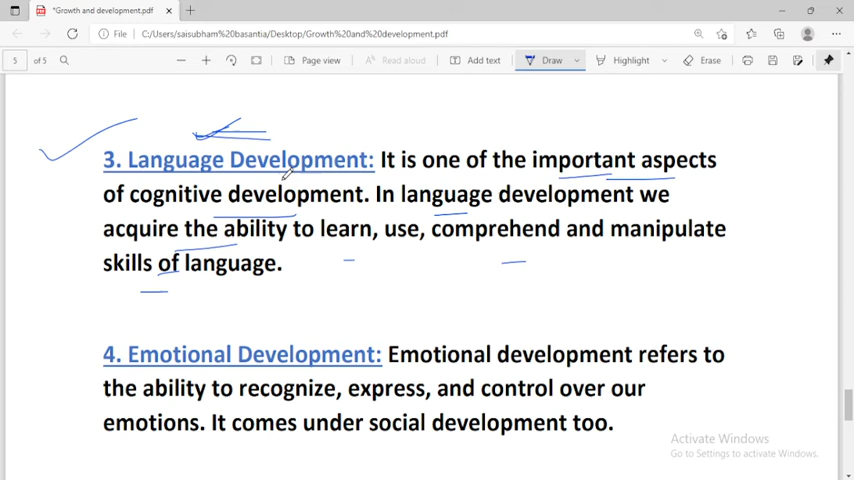 *Growth and development.pdf
File
C:/Users/saisubham%20basantia/Desktop/Growth%20and%20development.pdf
5 of 5
Page view
Read aloud
Add text
Draw
Highlight
Erase
3. Language Development: It is one of the important aspects
of cognitive development. In language development we
acquire the ability to learn, use, comprehend and manipulate
skills of language.
4. Emotional Development: Emotional development refers to
the ability to recognize, express, and control over our
emotions. It comes under social development too.
Activate Windows
Go to Settings to activate Windows.